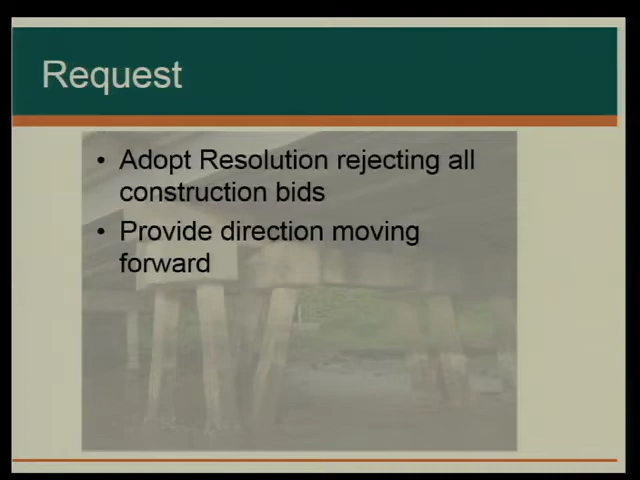 Request
• Adopt Resolution rejecting all
construction bids
• Provide direction moving
forward